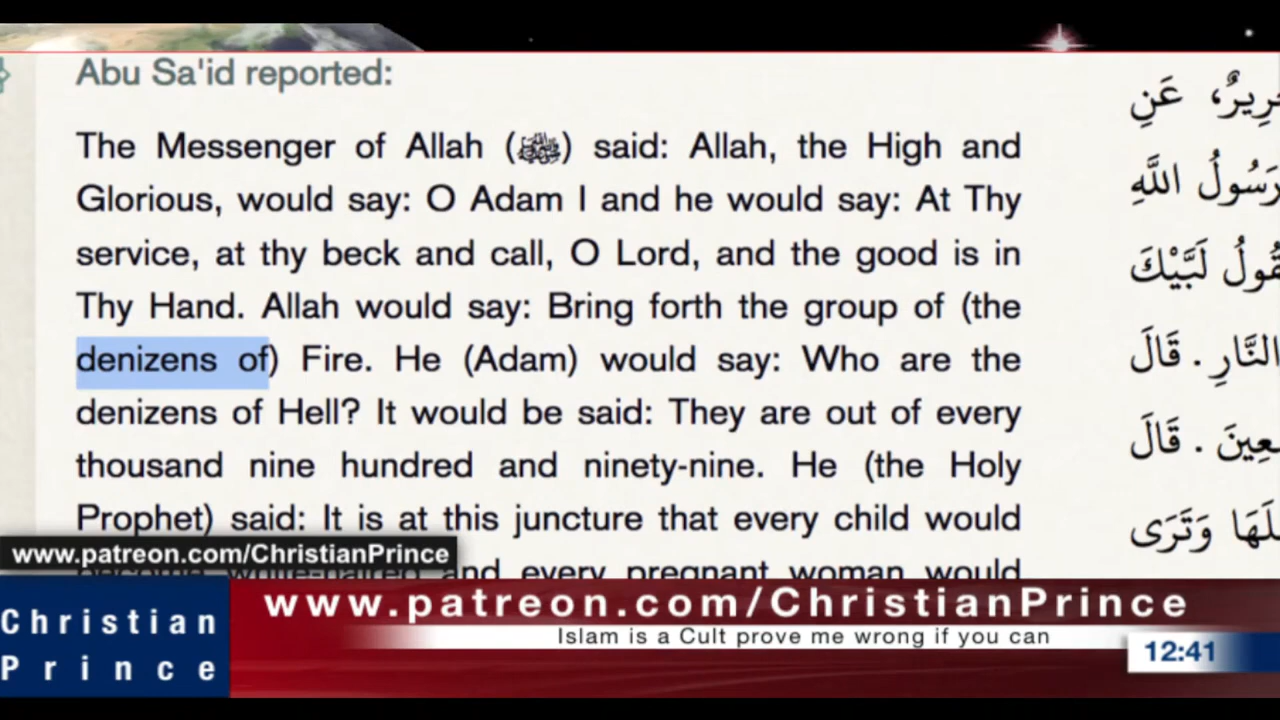 Abu Sa'id reported:
The Messenger of Allah (ﷺ) said: Allah, the High and
Glorious, would say: O Adam I and he would say: At Thy
service, at thy beck and call, O Lord, and the good is in
Thy Hand. Allah would say: Bring forth the group of (the
denizens of) Fire. He (Adam) would say: Who are the
denizens of Hell? It would be said: They are out of every
thousand nine hundred and ninety-nine. He (the Holy
Prophet) said: It is at this juncture that every child would
become white-haired and every pregnant woman would
عَنِ
رَسُولُ اللَّهِ
لَبَّيْكَ
النَّارِ . قَالَ
قَالَ
وَتَرَى
www.patreon.com/ChristianPrince
Christian
Prince
www.patreon.com/ChristianPrince
Islam is a Cult prove me wrong if you can
12:41